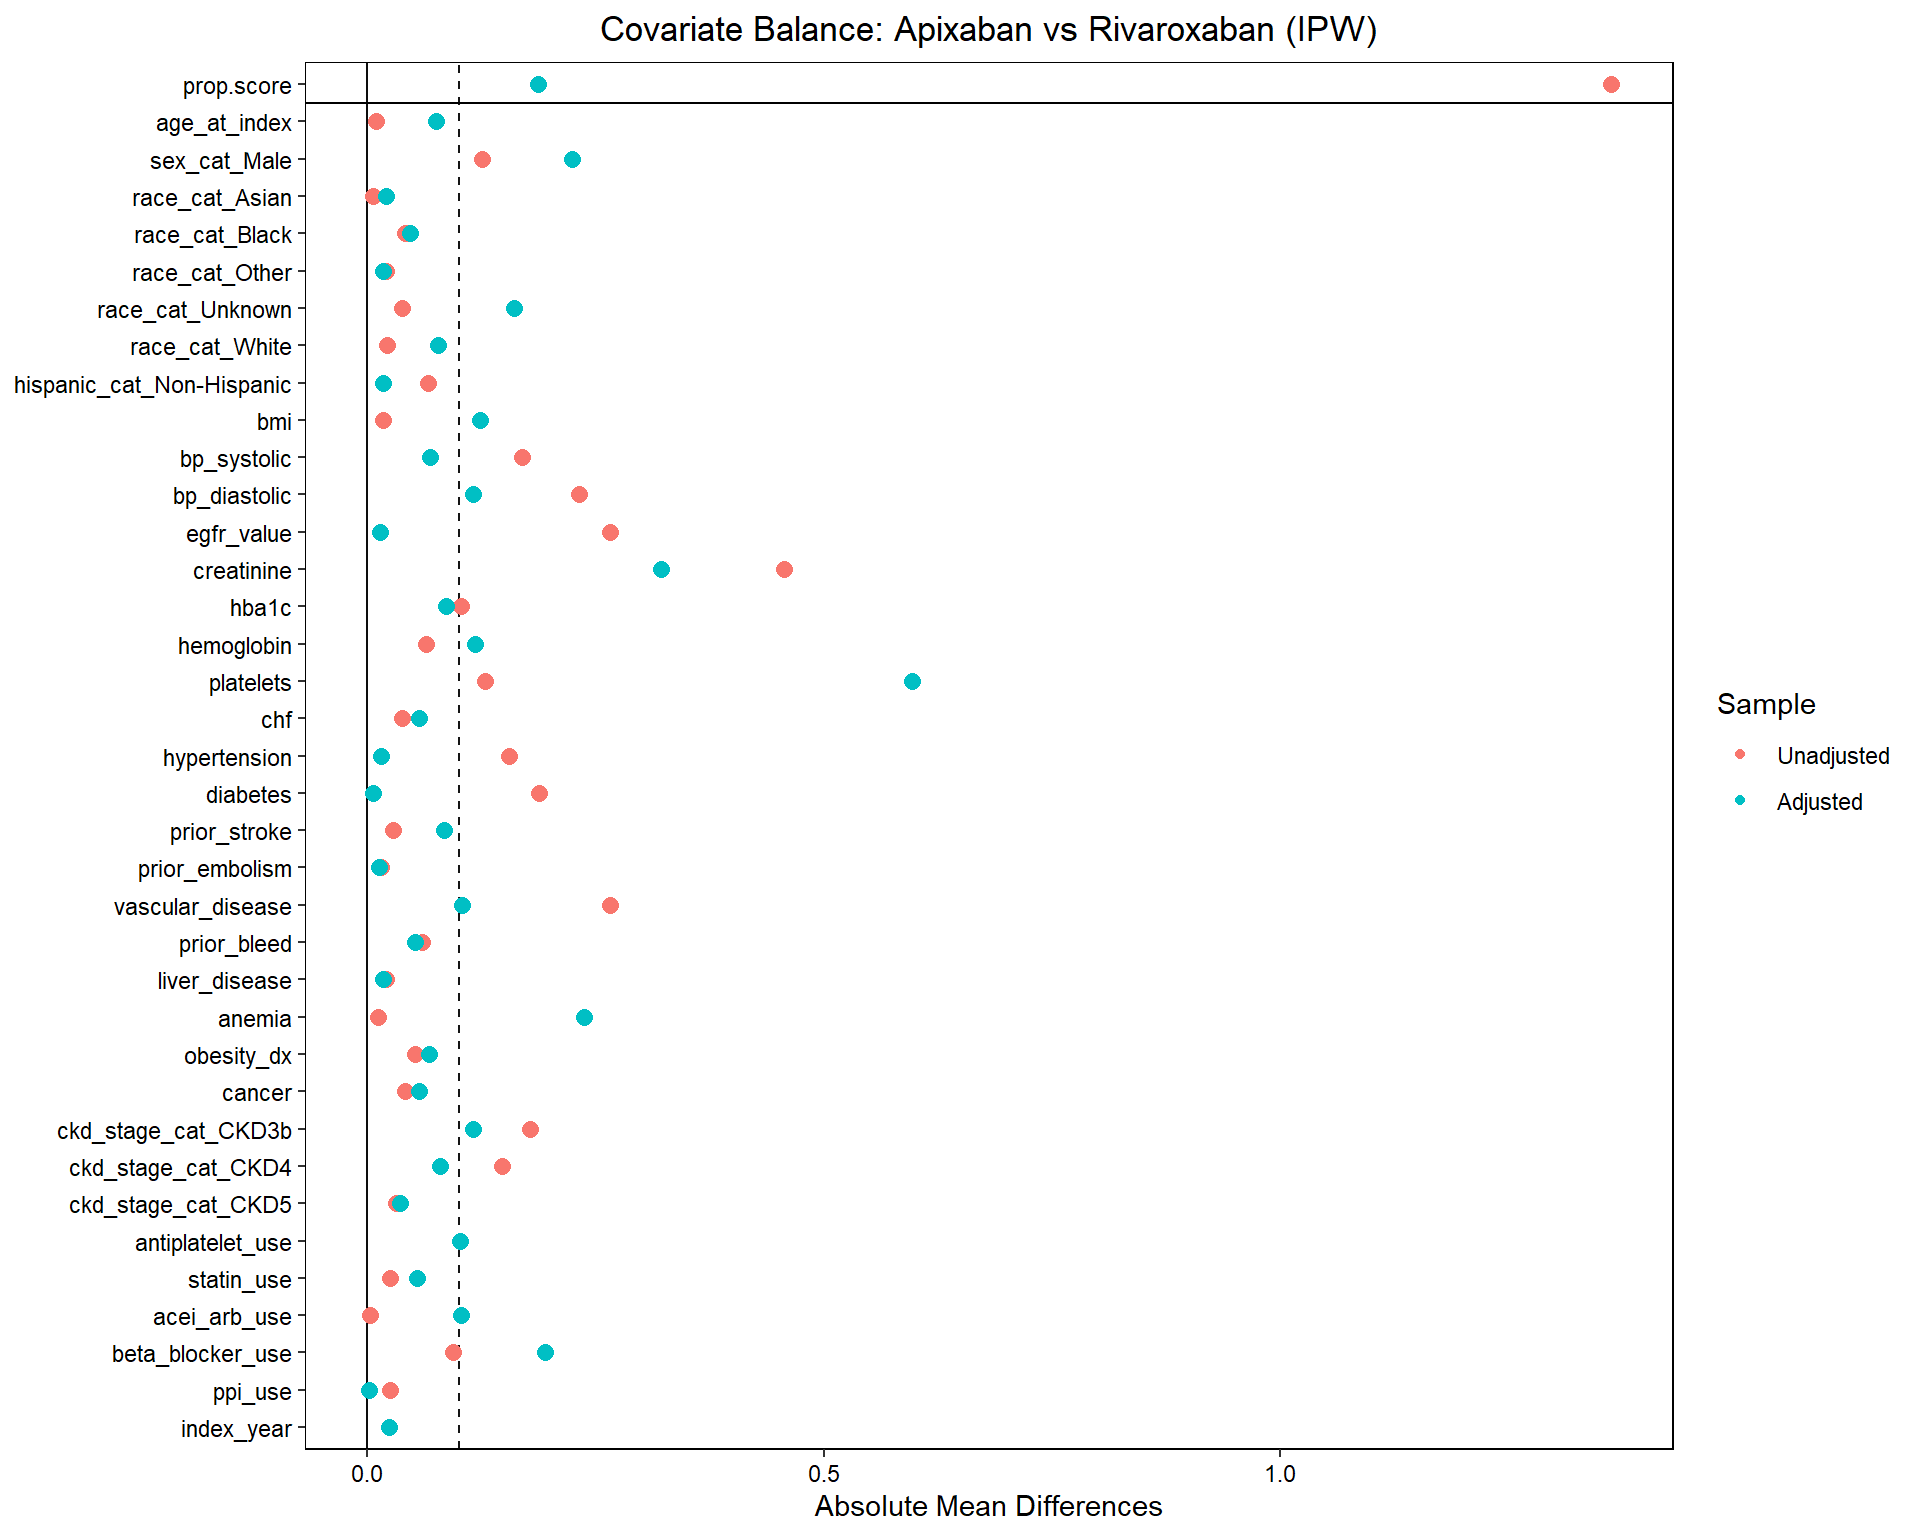 Covariate Balance: Apixaban vs Rivaroxaban (IPW)
prop.score
age_at_index
sex_cat_Male
race_cat_Asian
race_cat_Black
race_cat_Other
race_cat_Unknown
race_cat_White
hispanic_cat_Non-Hispanic
bmi
bp_systolic
bp_diastolic
egfr_value
creatinine
hba1c
hemoglobin
platelets
chf
hypertension
diabetes
prior_stroke
prior_embolism
vascular_disease
prior_bleed
liver_disease
anemia
obesity_dx
cancer
ckd_stage_cat_CKD3b
ckd_stage_cat_CKD4
ckd_stage_cat_CKD5
antiplatelet_use
statin_use
acei_arb_use
beta_blocker_use
ppi_use
index_year
0.0 0.5 1.0
Absolute Mean Differences
Sample
Unadjusted
Adjusted